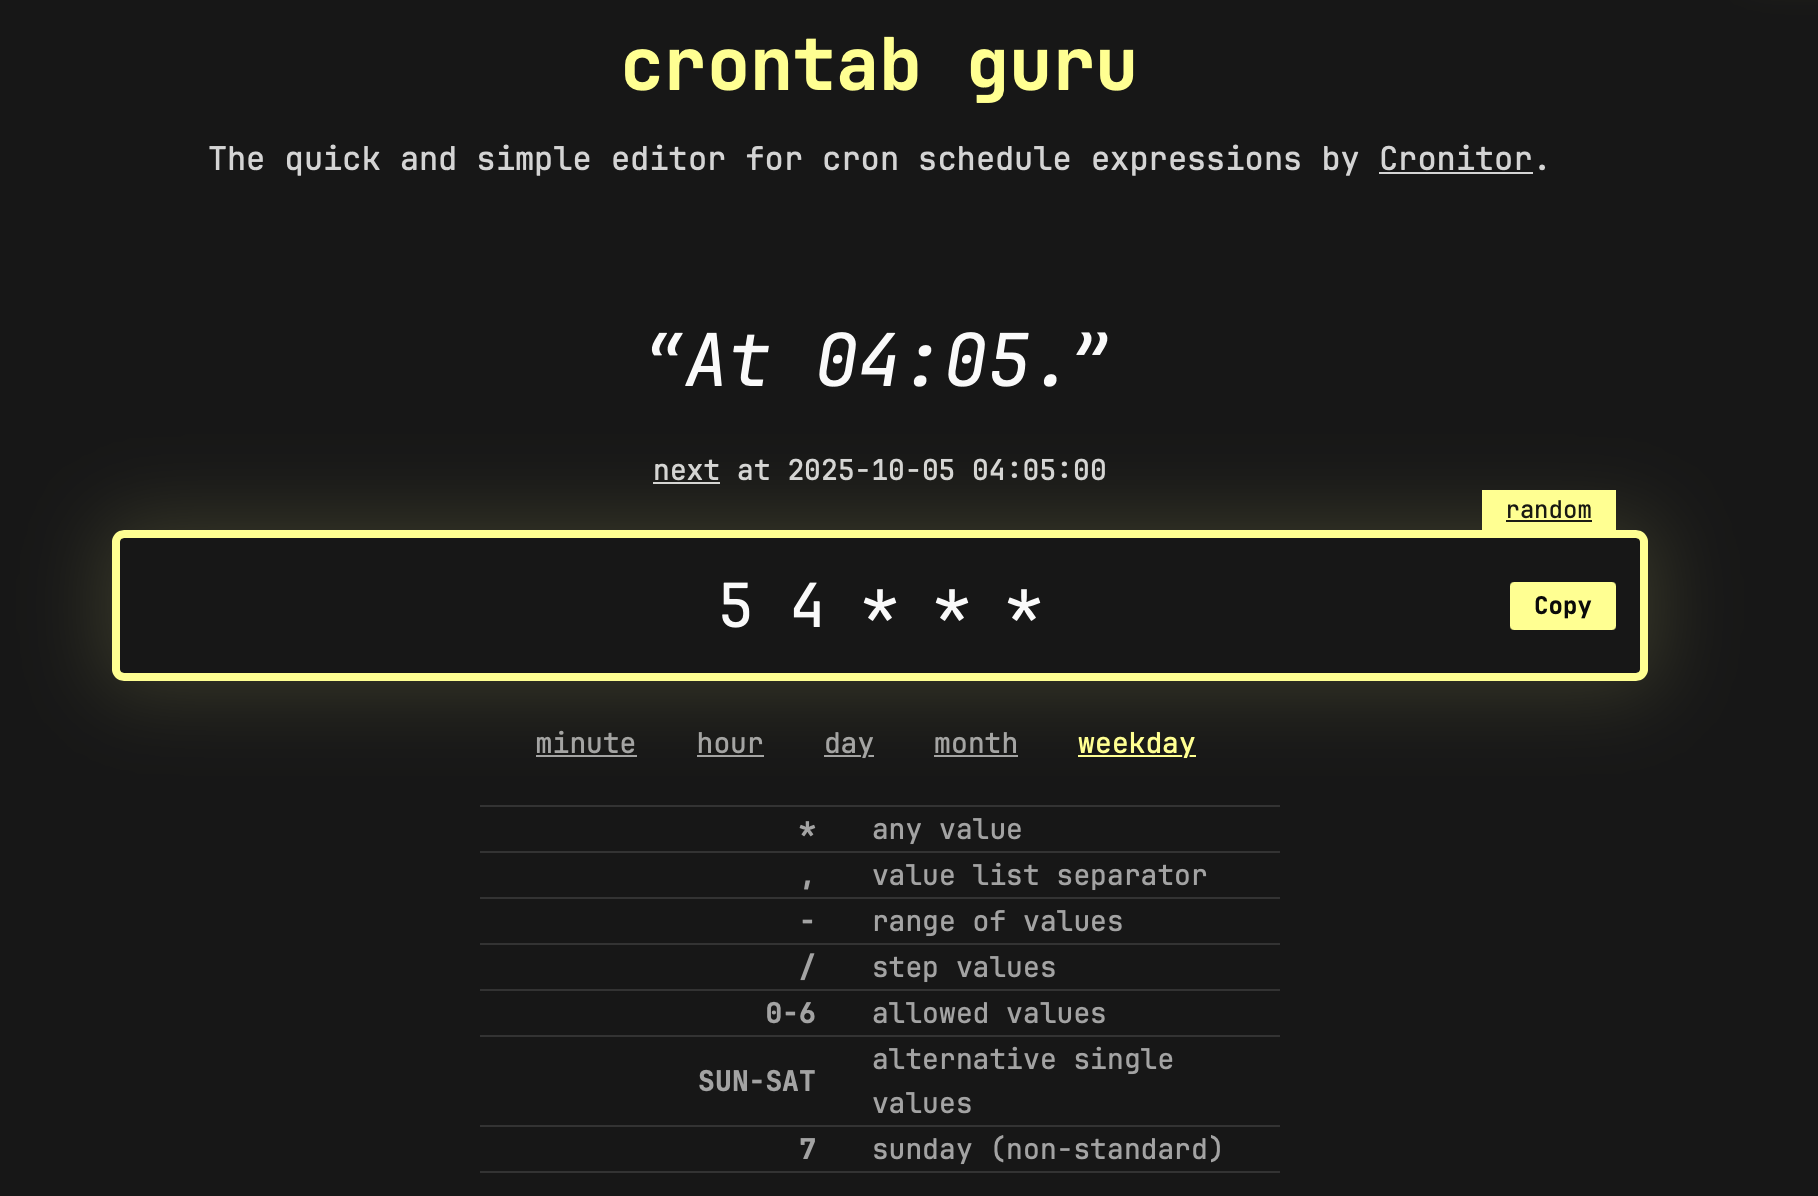 crontab guru
The quick and simple editor for cron schedule expressions by Cronitor.
“At 04:05.”
next at 2025-10-05 04:05:00
random
5 4 * * *
Copy
minute hour day month weekday
* any value
, value list separator
- range of values
/ step values
0-6 allowed values
SUN-SAT alternative single
values
7 sunday (non-standard)